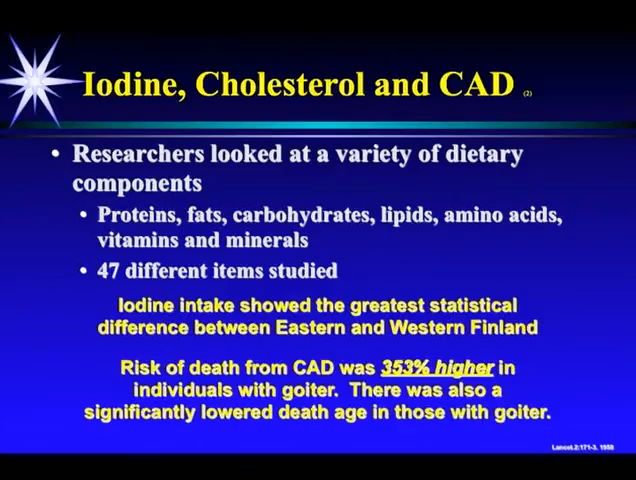 Iodine, Cholesterol and CAD (2)
• Researchers looked at a variety of dietary
components
• Proteins, fats, carbohydrates, lipids, amino acids,
vitamins and minerals
• 47 different items studied
Iodine intake showed the greatest statistical
difference between Eastern and Western Finland
Risk of death from CAD was 353% higher in
individuals with goiter. There was also a
significantly lowered death age in those with goiter.
Lancet.2:171-3. 1958